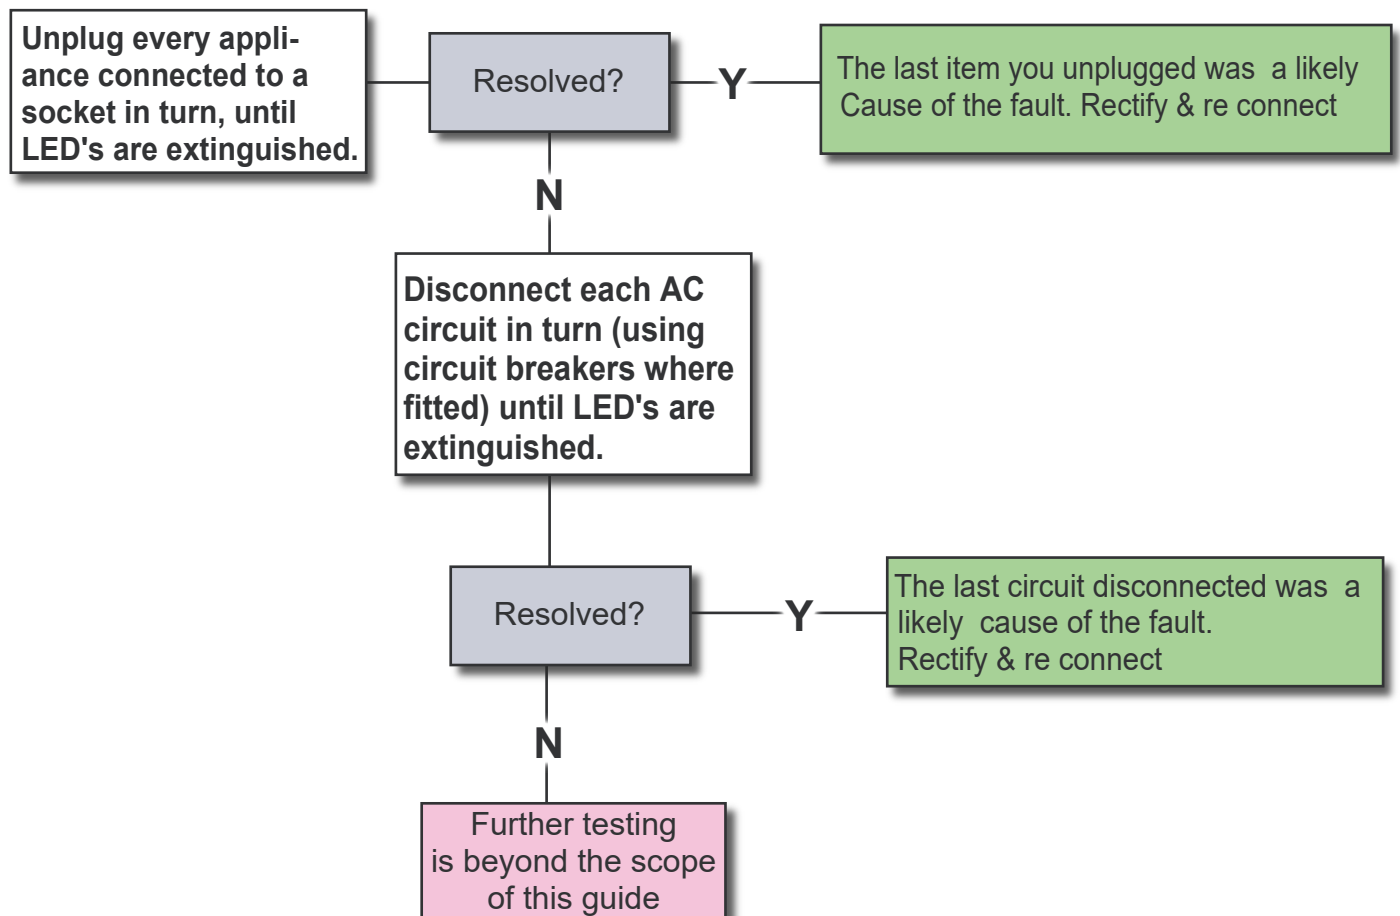 Unplug every appli-
ance connected to a
socket in turn, until
LED's are extinguished.
Resolved?
Y
The last item you unplugged was a likely
Cause of the fault. Rectify & re connect
N
Disconnect each AC
circuit in turn (using
circuit breakers where
fitted) until LED's are
extinguished.
Resolved?
Y
The last circuit disconnected was a
likely cause of the fault.
Rectify & re connect
N
Further testing
is beyond the scope
of this guide